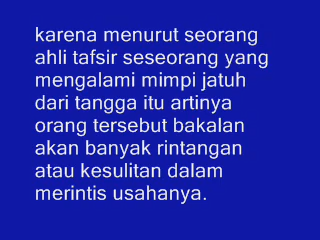 karena menurut seorang
ahli tafsir seseorang yang
mengalami mimpi jatuh
dari tangga itu artinya
orang tersebut bakalan
akan banyak rintangan
atau kesulitan dalam
merintis usahanya.